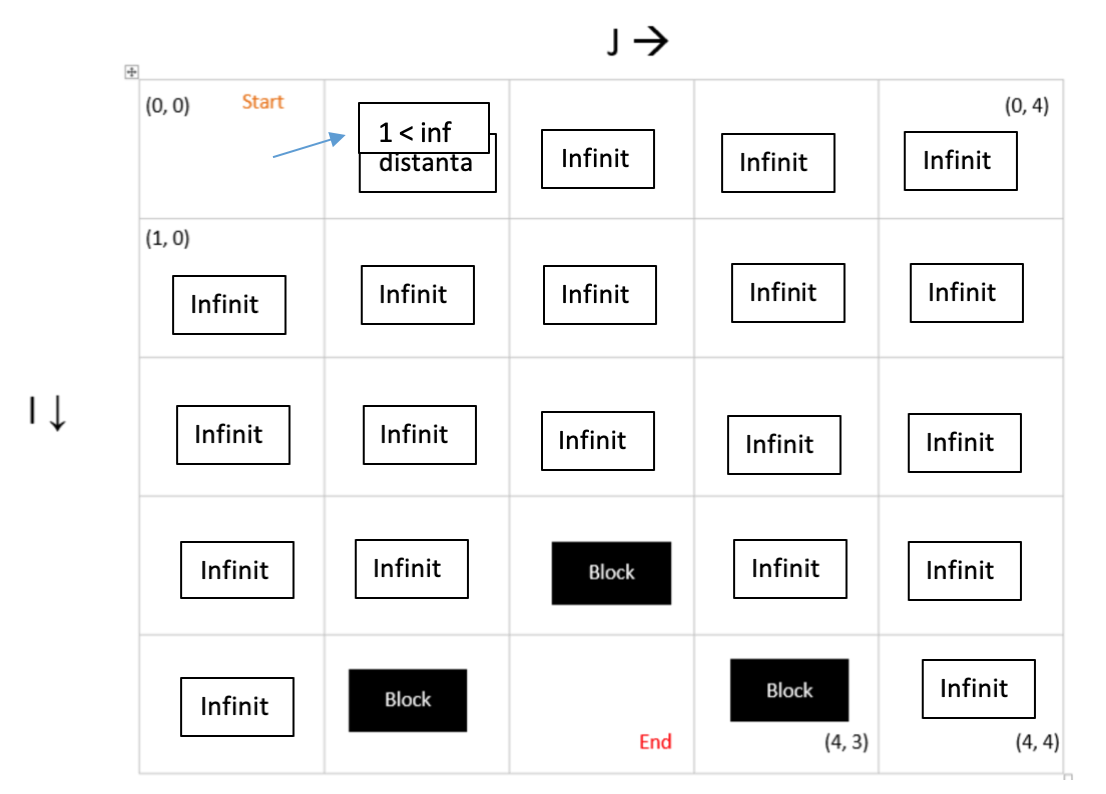 J →
(0, 0) Start
1 < inf
distanta
Infinit
Infinit
(0, 4)
Infinit
(1, 0)
Infinit
Infinit
Infinit
Infinit
Infinit
I ↓
Infinit
Infinit
Infinit
Infinit
Infinit
Infinit
Infinit
Block
Infinit
Infinit
Infinit
Block
End
Block
(4, 3)
Infinit
(4, 4)